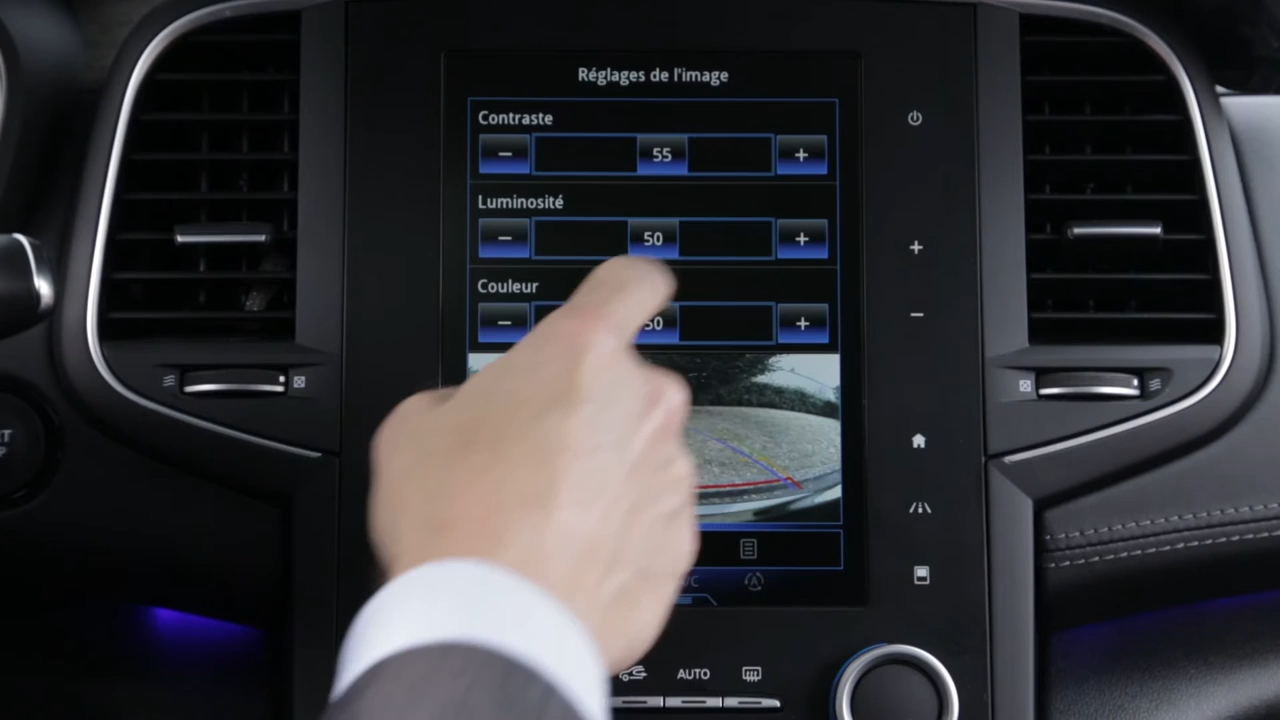 Réglages de l'image
Contraste
− 55 +
Luminosité
− 50 +
Couleur
− 50 +
AUTO